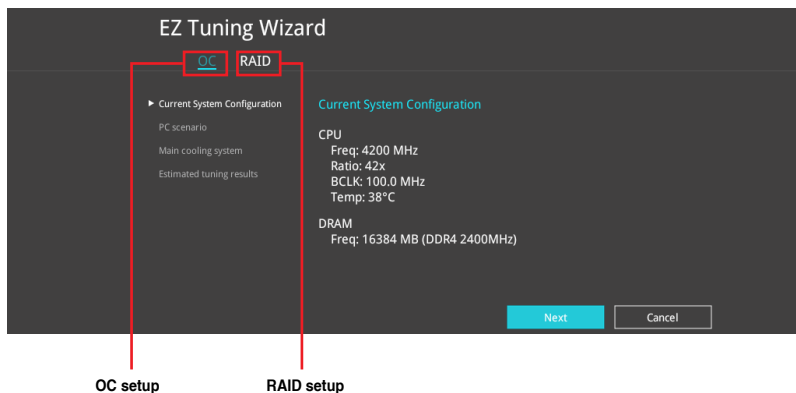 EZ Tuning Wizard
OC RAID
Current System Configuration
PC scenario
Main cooling system
Estimated tuning results
Current System Configuration
CPU
Freq: 4200 MHz
Ratio: 42x
BCLK: 100.0 MHz
Temp: 38°C
DRAM
Freq: 16384 MB (DDR4 2400MHz)
Next Cancel
OC setup RAID setup